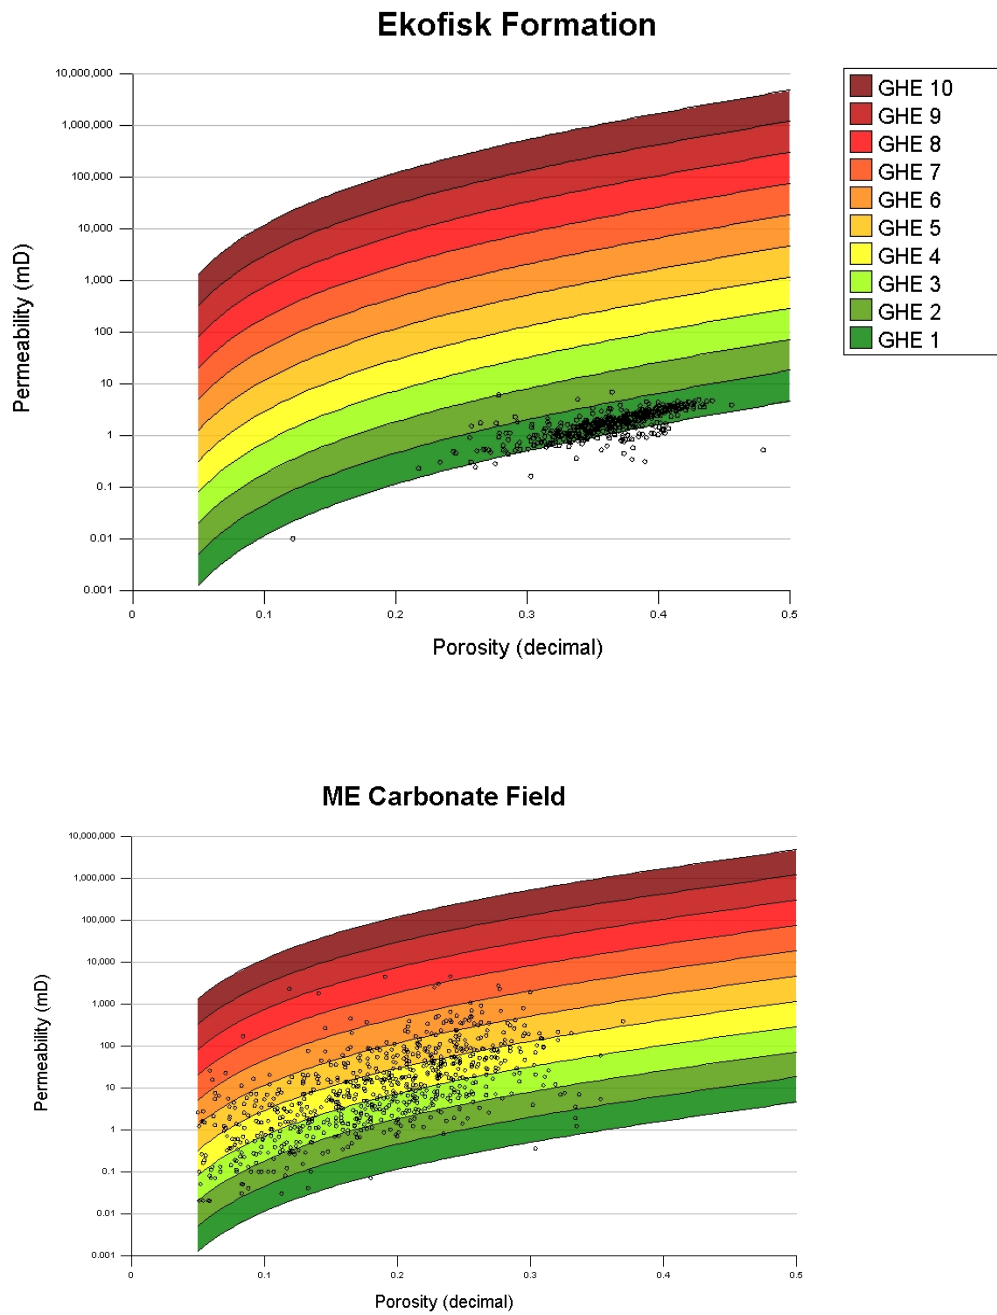 Ekofisk Formation
10,000,000
1,000,000
100,000
10,000
1,000
100
10
1
0.1
0.01
0.001
Permeability (mD)
0 0.1 0.2 0.3 0.4 0.5
Porosity (decimal)
GHE 10
GHE 9
GHE 8
GHE 7
GHE 6
GHE 5
GHE 4
GHE 3
GHE 2
GHE 1
ME Carbonate Field
10,000,000
1,000,000
100,000
10,000
1,000
100
10
1
0.1
0.01
0.001
Permeability (mD)
0 0.1 0.2 0.3 0.4 0.5
Porosity (decimal)